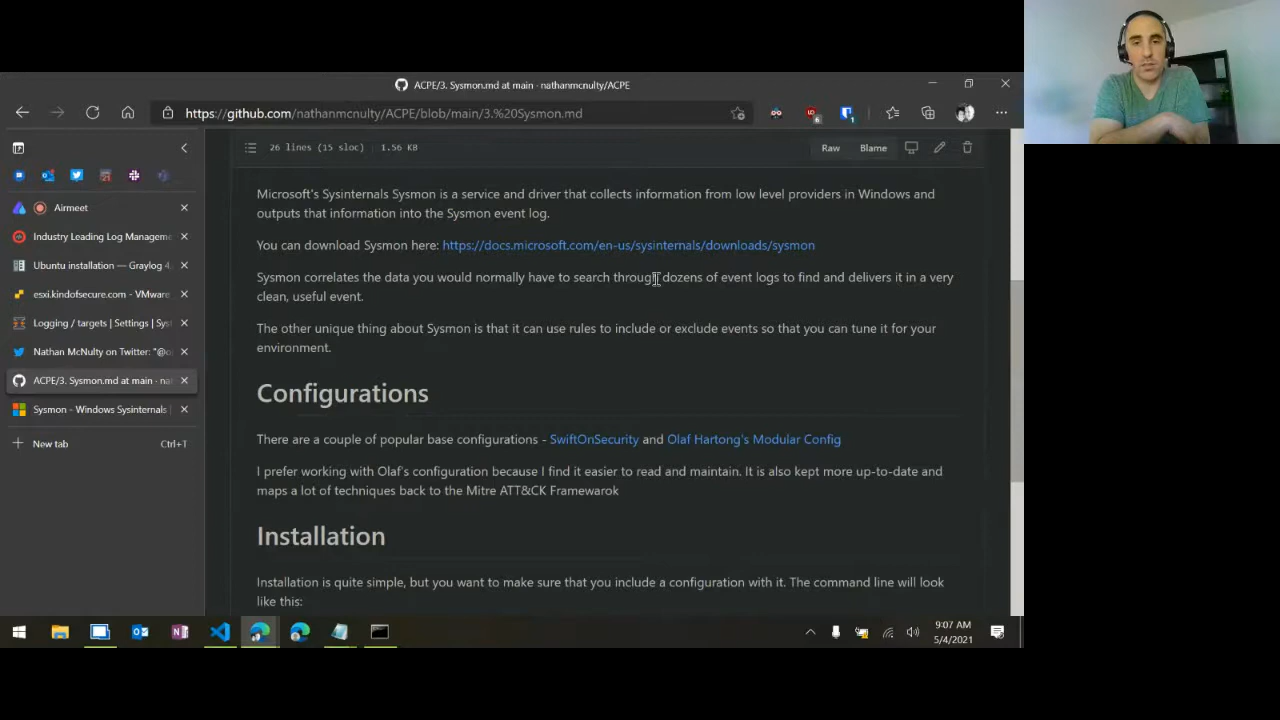 ACPE/3. Sysmon.md at main · nathanmcnulty/ACPE
https://github.com/nathanmcnulty/ACPE/blob/main/3.%20Sysmon.md
6
1
26 lines (15 sloc)
1.56 KB
Raw
Blame
Airmeet
Industry Leading Log Manageme
Ubuntu installation — Graylog 4.
esxi.kindofsecure.com - VMware
Logging / targets | Settings | Sys
Nathan McNulty on Twitter: "@o
ACPE/3. Sysmon.md at main · na
Sysmon - Windows Sysinternals |
New tab
Ctrl+T
Microsoft's Sysinternals Sysmon is a service and driver that collects information from low level providers in Windows and
outputs that information into the Sysmon event log.
You can download Sysmon here: https://docs.microsoft.com/en-us/sysinternals/downloads/sysmon
Sysmon correlates the data you would normally have to search through dozens of event logs to find and delivers it in a very
clean, useful event.
The other unique thing about Sysmon is that it can use rules to include or exclude events so that you can tune it for your
environment.
Configurations
There are a couple of popular base configurations - SwiftOnSecurity and Olaf Hartong's Modular Config
I prefer working with Olaf's configuration because I find it easier to read and maintain. It is also kept more up-to-date and
maps a lot of techniques back to the Mitre ATT&CK Framewarok
Installation
Installation is quite simple, but you want to make sure that you include a configuration with it. The command line will look
like this:
9:07 AM
5/4/2021